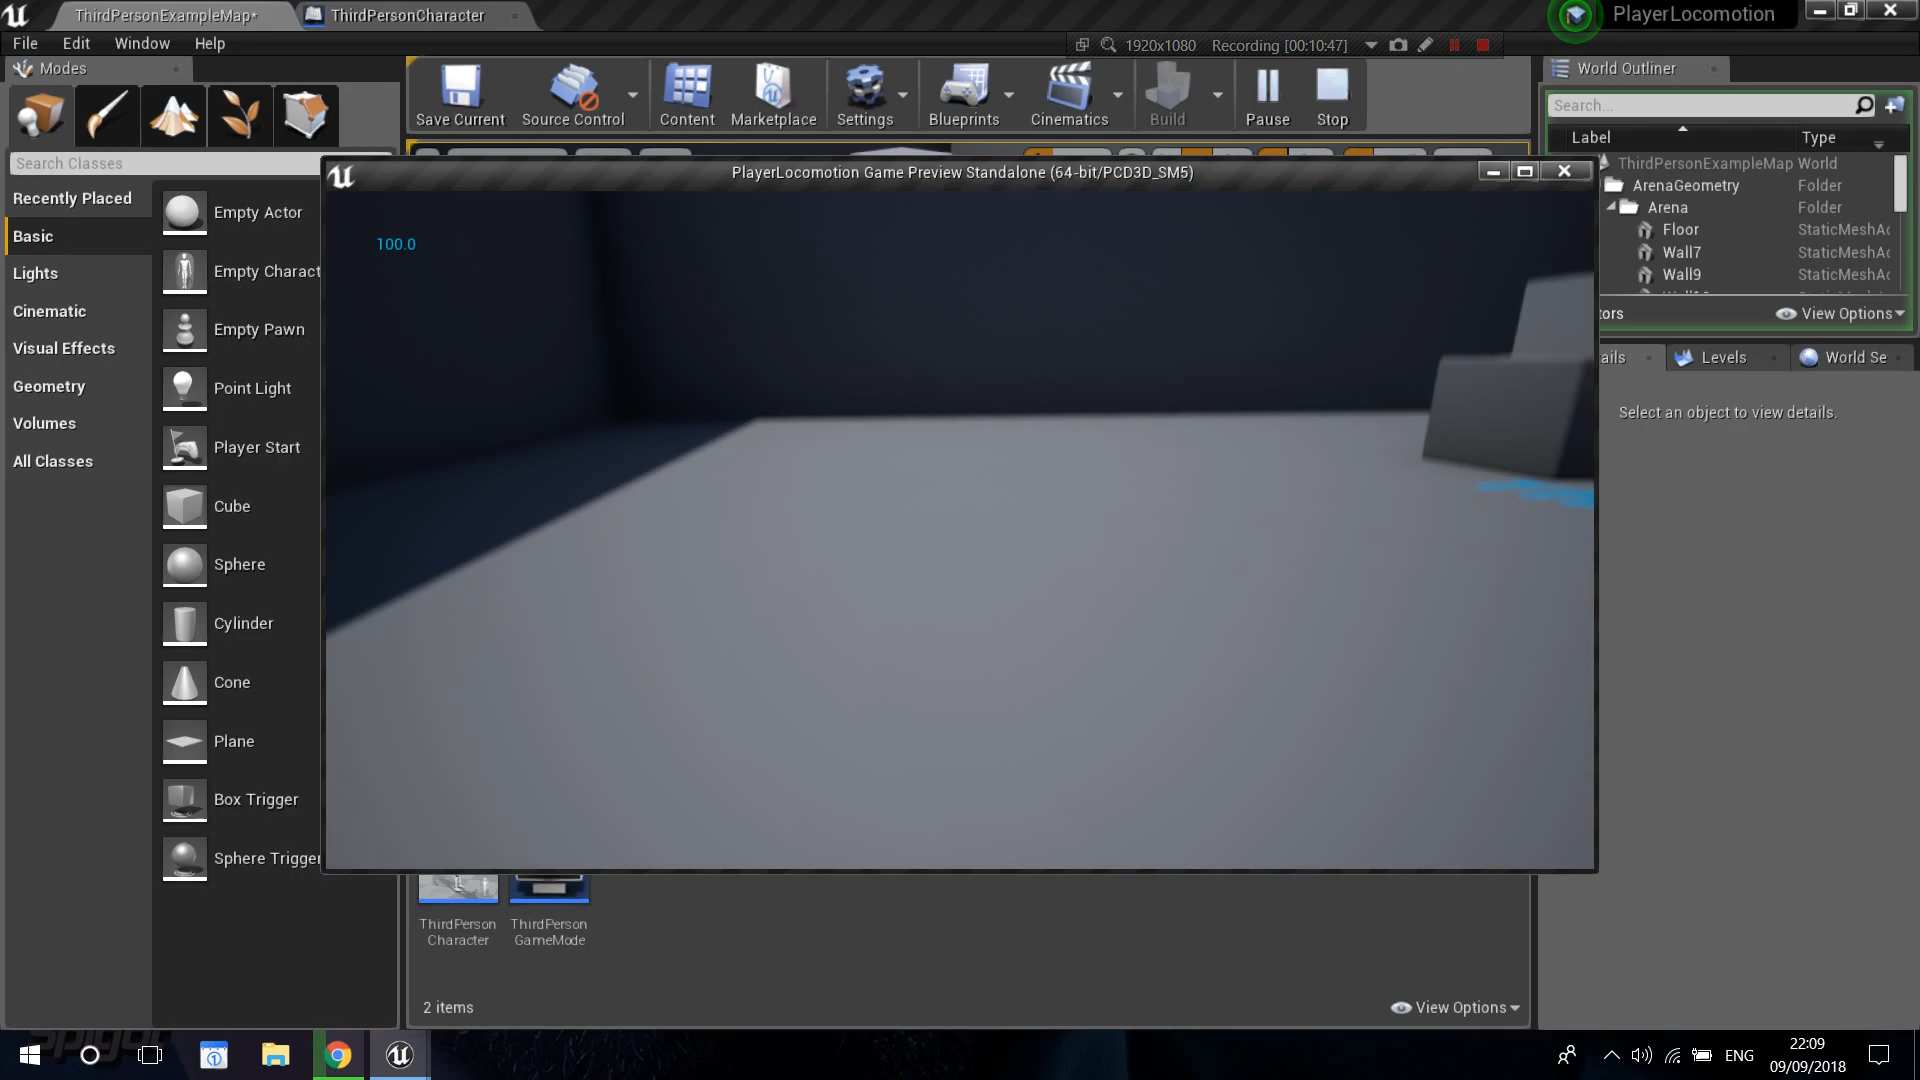 ThirdPersonExampleMap*
ThirdPersonCharacter
PlayerLocomotion
File Edit Window Help
1920x1080 Recording [00:10:47]
Modes
World Outliner
Save Current
Source Control
Content
Marketplace
Settings
Blueprints
Cinematics
Build
Pause
Stop
Search...
Label Type
Search Classes
ThirdPersonExampleMap World
ArenaGeometry Folder
Arena Folder
Floor StaticMeshAc
Wall7 StaticMeshAc
Wall9 StaticMeshAc
tors View Options
PlayerLocomotion Game Preview Standalone (64-bit/PCD3D_SM5)
100.0
Recently Placed
Basic
Lights
Cinematic
Visual Effects
Geometry
Volumes
All Classes
Empty Actor
Empty Charact
Empty Pawn
Point Light
Player Start
Cube
Sphere
Cylinder
Cone
Plane
Box Trigger
Sphere Trigger
ails Levels World Se
Select an object to view details.
ThirdPerson
Character
ThirdPerson
GameMode
2 items
View Options
ENG
22:09
09/09/2018